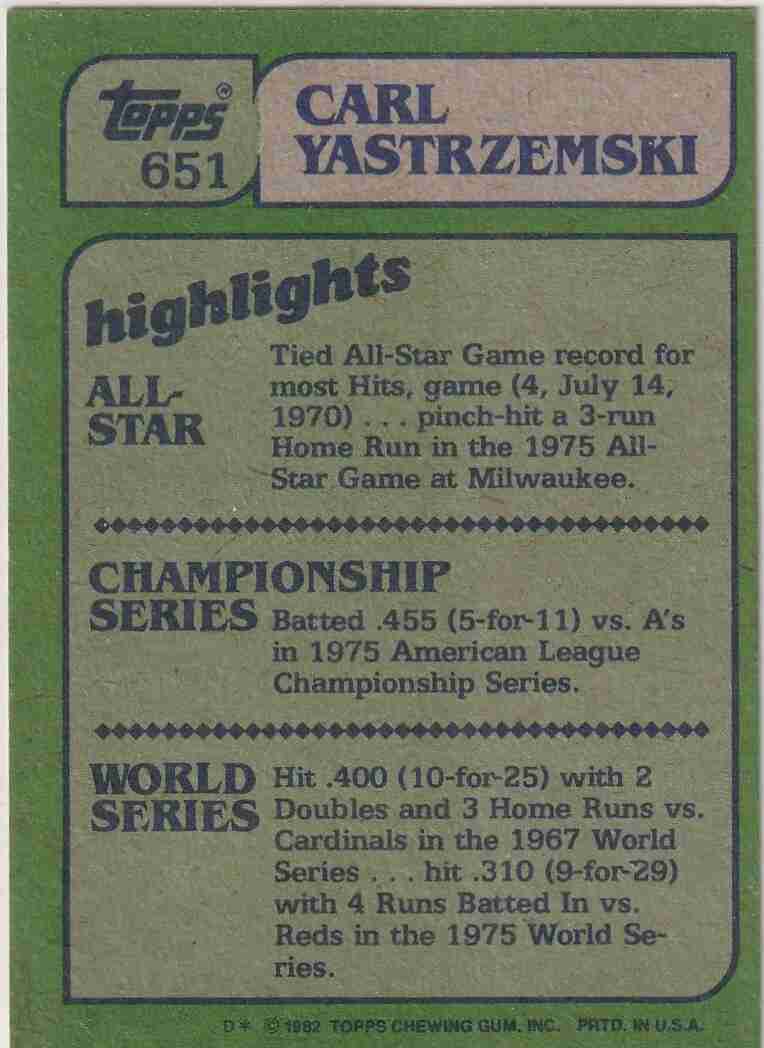 Topps®
651
CARL
YASTRZEMSKI
highlights
ALL-
STAR
Tied All-Star Game record for
most Hits, game (4, July 14,
1970) . . . pinch-hit a 3-run
Home Run in the 1975 All-
Star Game at Milwaukee.
CHAMPIONSHIP
SERIES
Batted .455 (5-for-11) vs. A's
in 1975 American League
Championship Series.
WORLD
SERIES
Hit .400 (10-for-25) with 2
Doubles and 3 Home Runs vs.
Cardinals in the 1967 World
Series . . . hit .310 (9-for-29)
with 4 Runs Batted In vs.
Reds in the 1975 World Se-
ries.
D* © 1982 TOPPS CHEWING GUM, INC. PRTD. IN U.S.A.